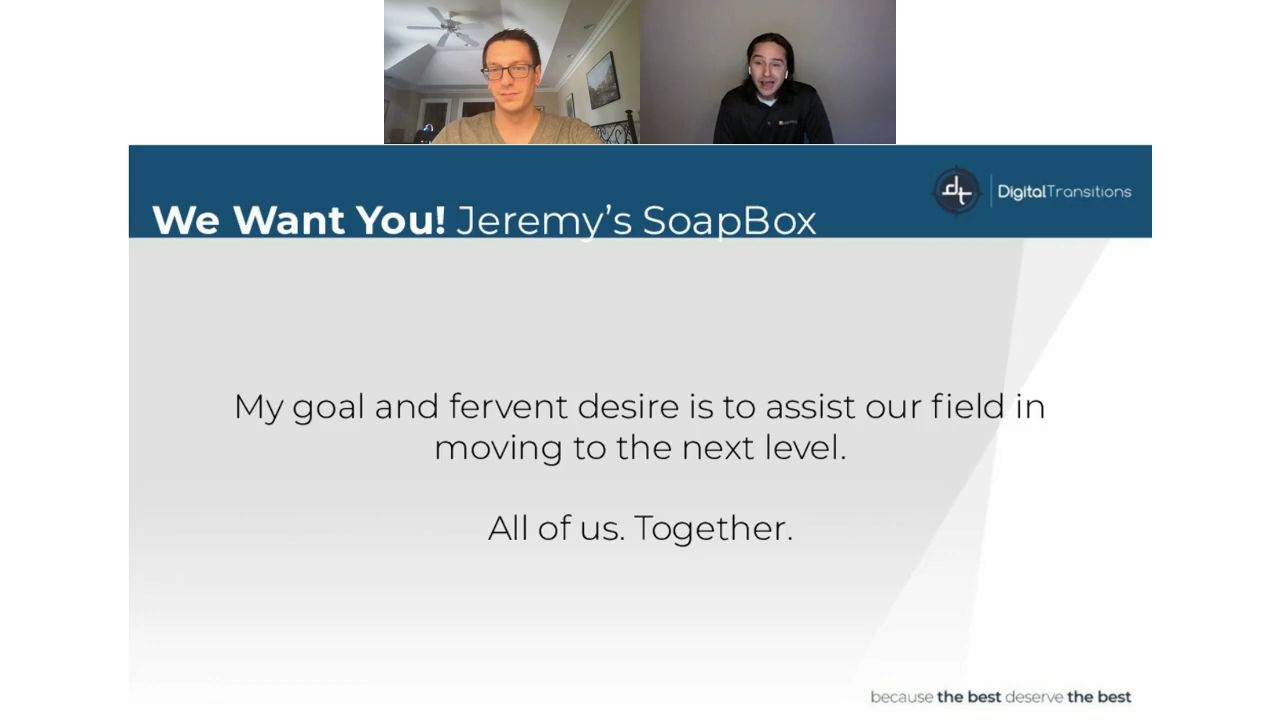 We Want You! Jeremy’s SoapBox
dt DigitalTransitions
My goal and fervent desire is to assist our field in
moving to the next level.
All of us. Together.
because the best deserve the best